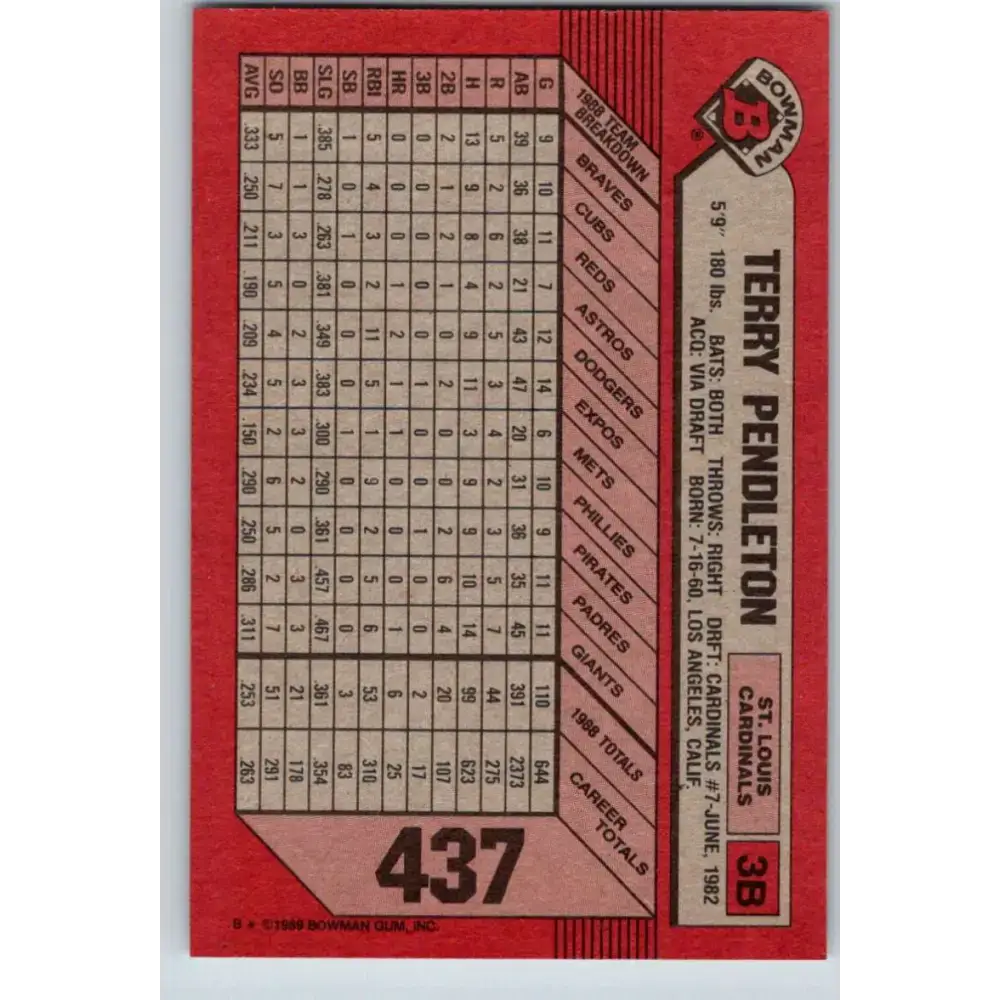 BOWMAN
B
®
TERRY PENDLETON
ST. LOUIS
CARDINALS
3B
5'9" 180 lbs. BATS: BOTH THROWS: RIGHT DRFT: CARDINALS #7-JUNE, 1982
ACQ: VIA DRAFT BORN: 7-16-60, LOS ANGELES, CALIF.
1988 TEAM
BREAKDOWN
BRAVES
CUBS
REDS
ASTROS
DODGERS
EXPOS
METS
PHILLIES
PIRATES
PADRES
GIANTS
1988 TOTALS
CAREER
TOTALS
G 9 10 11 7 12 14 6 10 9 11 11 110 644
AB 39 36 38 21 43 47 20 31 36 35 45 391 2373
R 5 2 6 2 5 3 4 2 3 5 7 44 275
H 13 9 8 4 9 11 3 9 9 10 14 99 623
2B 2 1 2 1 0 2 0 0 2 6 4 20 107
3B 0 0 0 0 0 1 0 0 1 0 0 2 17
HR 0 0 0 1 2 1 1 0 0 0 1 6 25
RBI 5 4 3 2 11 5 1 9 2 5 6 53 310
SB 1 0 1 0 0 0 1 0 0 0 0 3 83
SLG .385 .278 .263 .381 .349 .383 .300 .290 .361 .457 .467 .361 .354
BB 1 1 3 0 2 3 3 2 0 3 3 21 178
SO 5 7 3 5 4 5 2 6 5 2 7 51 291
AVG .333 .250 .211 .190 .209 .234 .150 .290 .250 .286 .311 .253 .263
437
B * ©1989 BOWMAN GUM, INC.